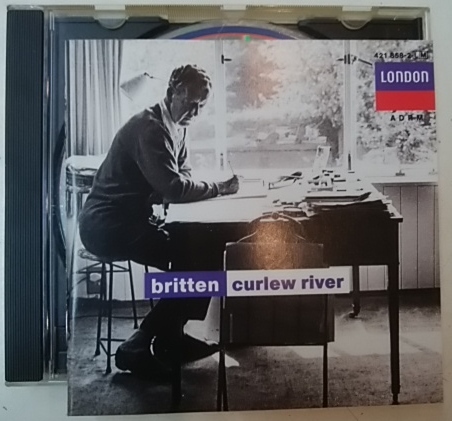 421 858-2 LM
LONDON
ADRM
britten curlew river